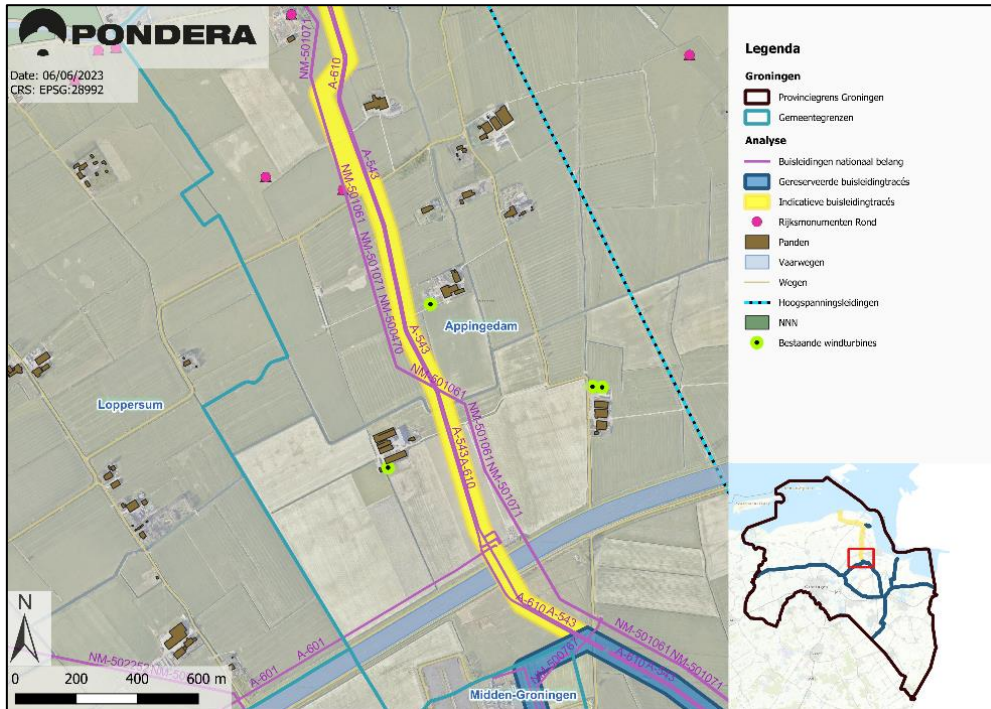 PONDERA
Date: 06/06/2023
CRS: EPSG:28992
NM-501071
A-610
A-543
NM-501061
NM-501071
NM-500470
A-543
Appingedam
NM-501061
Loppersum
A-543
A-610
NM-501061
NM-501071
A-610
A-543
NM-501061
NM-501071
A-610
A-543
A-601
A-601
Midden-Groningen
N
0 200 400 600 m
Legenda
Groningen
Provinciegrens Groningen
Gemeentegrenzen
Analyse
Buisleidingen nationaal belang
Gereserveerde buisleidingtracés
Indicatieve buisleidingtracés
Rijksmonumenten Rond
Panden
Vaarwegen
Wegen
Hoogspanningsleidingen
NNN
Bestaande windturbines